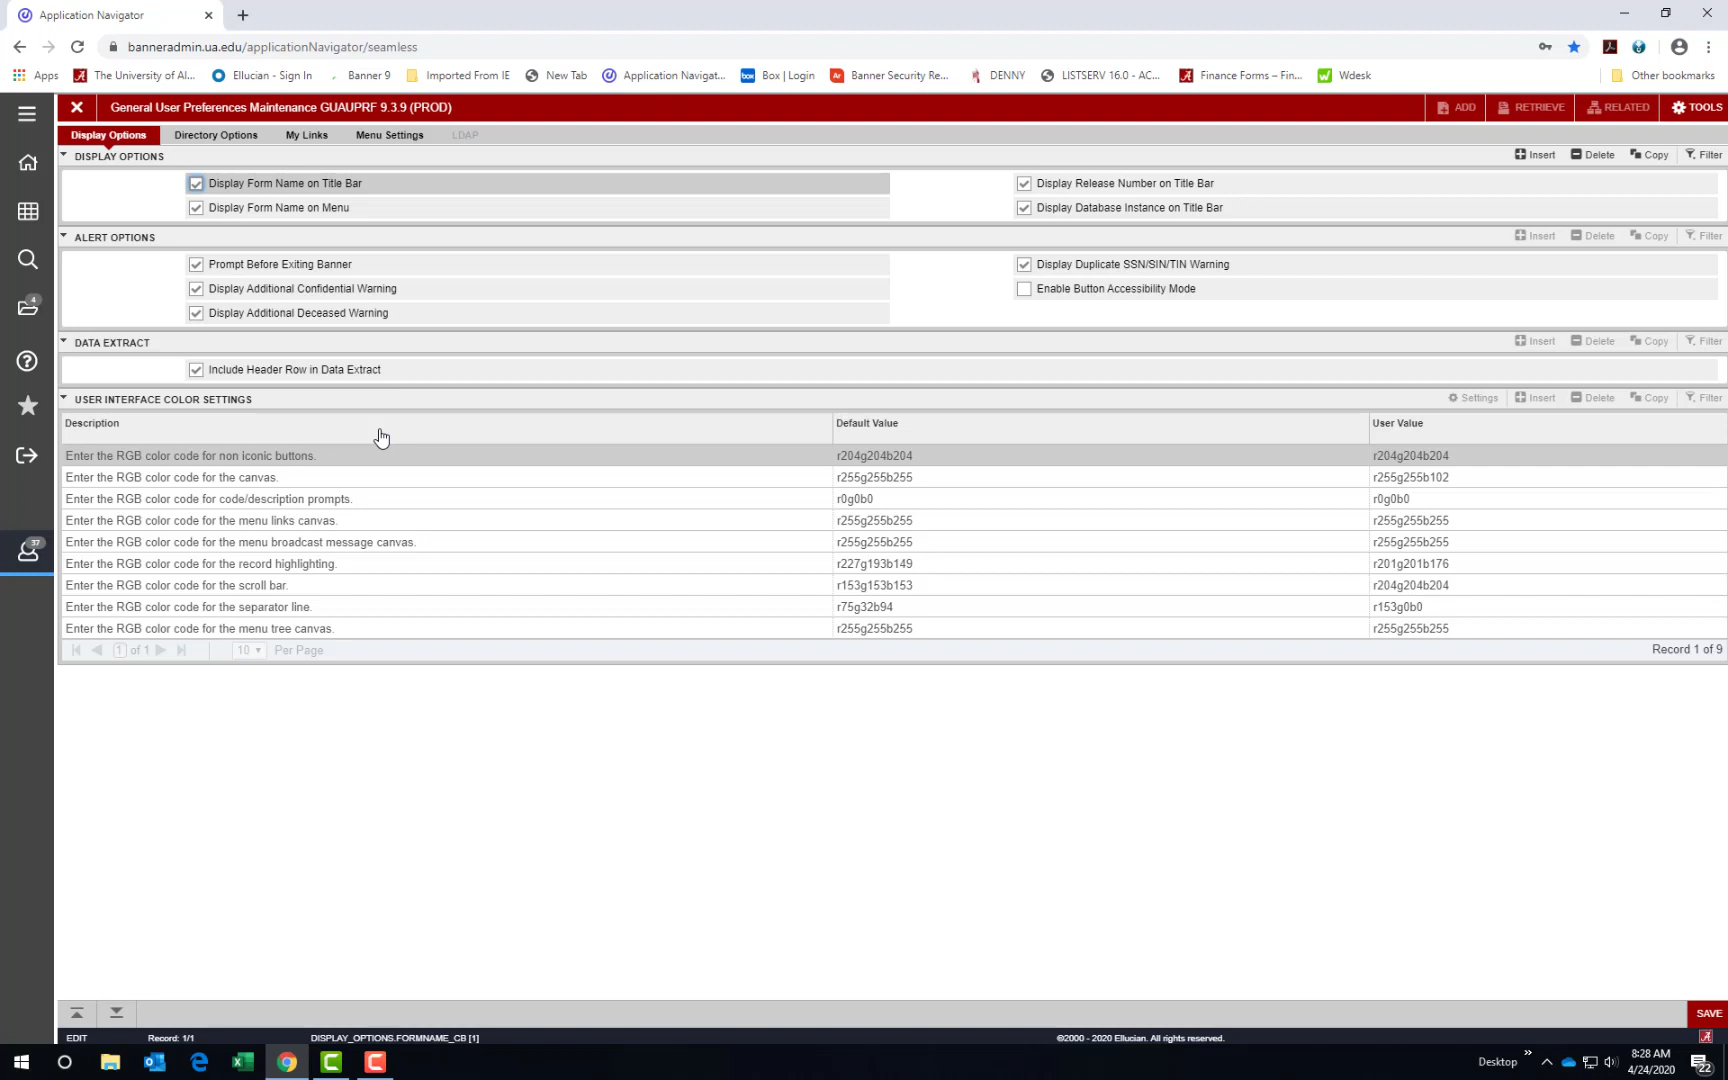 Application Navigator
banneradmin.ua.edu/applicationNavigator/seamless
Apps The University of Al... Ellucian - Sign In Banner 9 Imported From IE New Tab Application Navigat... Box | Login Banner Security Re... DENNY LISTSERV 16.0 - AC... Finance Forms – Fin... Wdesk Other bookmarks
General User Preferences Maintenance GUAUPRF 9.3.9 (PROD) ADD RETRIEVE RELATED TOOLS
Display Options Directory Options My Links Menu Settings LDAP
DISPLAY OPTIONS Insert Delete Copy Filter
Display Form Name on Title Bar Display Release Number on Title Bar
Display Form Name on Menu Display Database Instance on Title Bar
ALERT OPTIONS Insert Delete Copy Filter
Prompt Before Exiting Banner Display Duplicate SSN/SIN/TIN Warning
Display Additional Confidential Warning Enable Button Accessibility Mode
Display Additional Deceased Warning
DATA EXTRACT Insert Delete Copy Filter
Include Header Row in Data Extract
USER INTERFACE COLOR SETTINGS Settings Insert Delete Copy Filter
Description Default Value User Value
Enter the RGB color code for non iconic buttons. r204g204b204 r204g204b204
Enter the RGB color code for the canvas. r255g255b255 r255g255b102
Enter the RGB color code for code/description prompts. r0g0b0 r0g0b0
Enter the RGB color code for the menu links canvas. r255g255b255 r255g255b255
Enter the RGB color code for the menu broadcast message canvas. r255g255b255 r255g255b255
Enter the RGB color code for the record highlighting. r227g193b149 r201g201b176
Enter the RGB color code for the scroll bar. r153g153b153 r204g204b204
Enter the RGB color code for the separator line. r75g32b94 r153g0b0
Enter the RGB color code for the menu tree canvas. r255g255b255 r255g255b255
1 of 1 10 Per Page Record 1 of 9
4
37
SAVE
EDIT Record: 1/1 DISPLAY_OPTIONS.FORMNAME_CB [1] ©2000 - 2020 Ellucian. All rights reserved.
Desktop 8:28 AM
4/24/2020 22